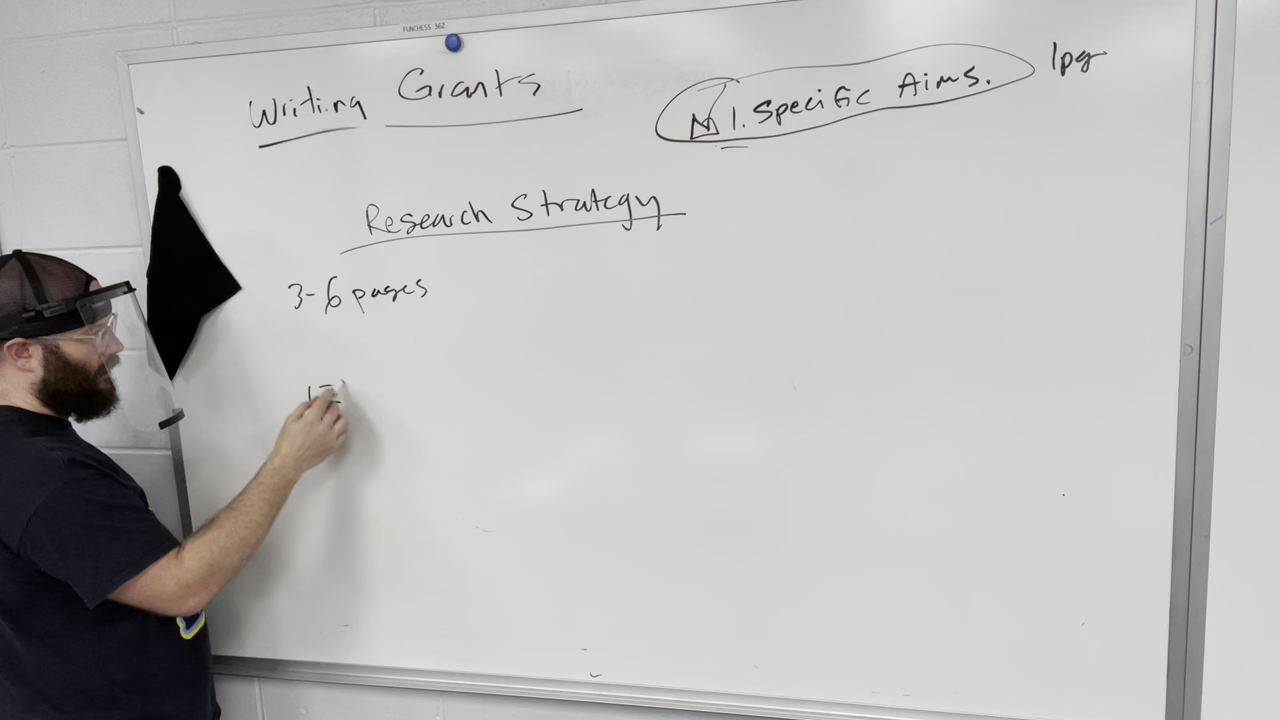 FUNCHESS 362
Writing Grants
1. Specific Aims.
1pg
Research Strategy
3-6 pages